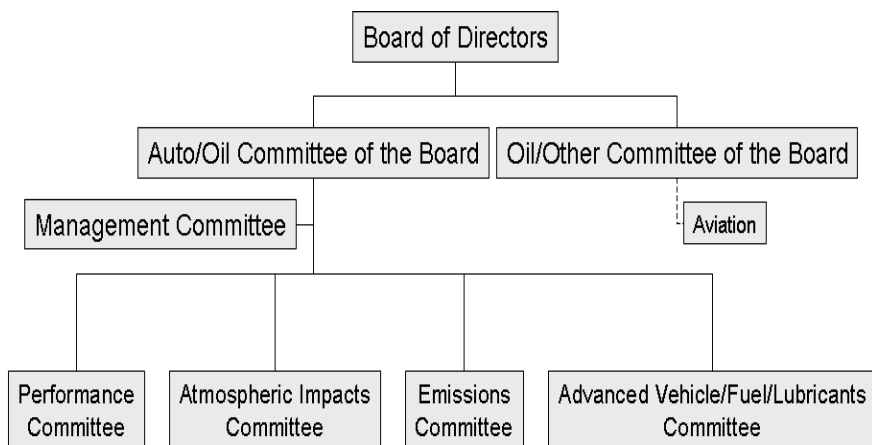 Board of Directors
Auto/Oil Committee of the Board
Oil/Other Committee of the Board
Management Committee
Aviation
Performance
Committee
Atmospheric Impacts
Committee
Emissions
Committee
Advanced Vehicle/Fuel/Lubricants
Committee